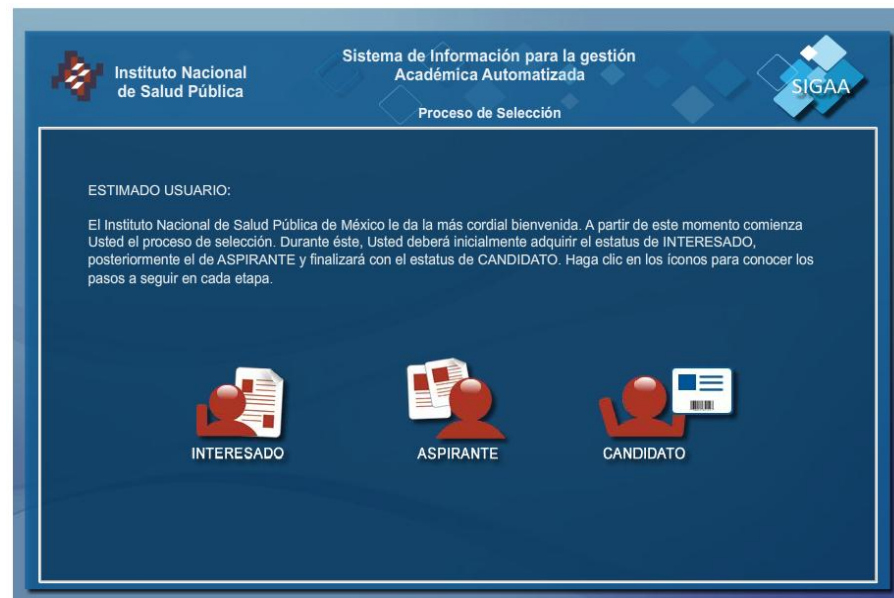 Instituto Nacional
de Salud Pública
Sistema de Información para la gestión
Académica Automatizada
Proceso de Selección
SIGAA
ESTIMADO USUARIO:
El Instituto Nacional de Salud Pública de México le da la más cordial bienvenida. A partir de este momento comienza
Usted el proceso de selección. Durante éste, Usted deberá inicialmente adquirir el estatus de INTERESADO,
posteriormente el de ASPIRANTE y finalizará con el estatus de CANDIDATO. Haga clic en los íconos para conocer los
pasos a seguir en cada etapa.
INTERESADO
ASPIRANTE
CANDIDATO